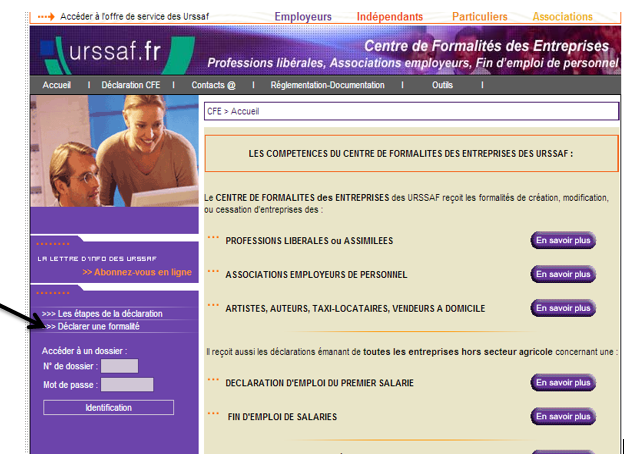 Accéder à l'offre de service des Urssaf Employeurs Indépendants Particuliers Associations
urssaf.fr
Centre de Formalités des Entreprises
Professions libérales, Associations employeurs, Fin d'emploi de personnel
Accueil I Déclaration CFE I Contacts @ I Réglementation-Documentation I Outils I
CFE > Accueil
LES COMPETENCES DU CENTRE DE FORMALITES DES ENTREPRISES DES URSSAF :
Le CENTRE DE FORMALITES des ENTREPRISES des URSSAF reçoit les formalités de création, modification,
ou cessation d'entreprises des :
PROFESSIONS LIBERALES ou ASSIMILEES En savoir plus
ASSOCIATIONS EMPLOYEURS DE PERSONNEL En savoir plus
ARTISTES, AUTEURS, TAXI-LOCATAIRES, VENDEURS A DOMICILE En savoir plus
Il reçoit aussi les déclarations émanant de toutes les entreprises hors secteur agricole concernant une :
DECLARATION D'EMPLOI DU PREMIER SALARIE En savoir plus
FIN D'EMPLOI DE SALARIES En savoir plus
LA LETTRE D'INFO DES URSSAF
>> Abonnez-vous en ligne
>>> Les étapes de la déclaration
>> Déclarer une formalité
Accéder à un dossier :
N° de dossier :
Mot de passe :
Identification